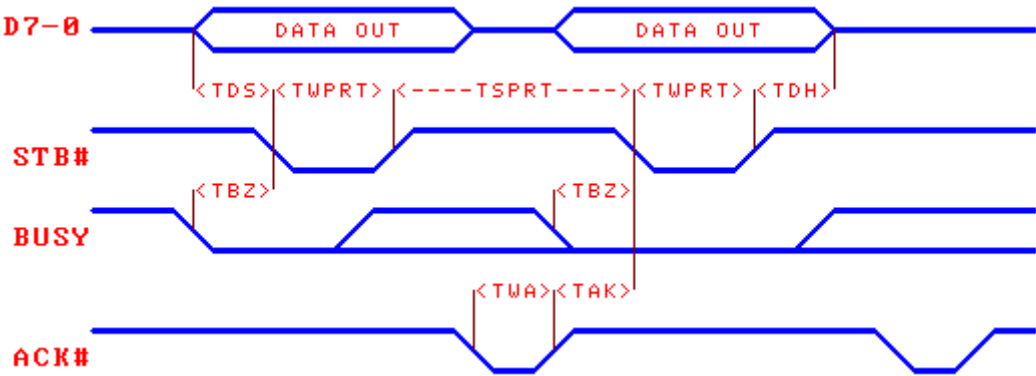 D7-0 DATA OUT DATA OUT
<TDS><TWPRT> <----TSPRT----><TWPRT><TDH>
STB#
<TBZ> <TBZ>
BUSY
<TWA><TAK>
ACK#